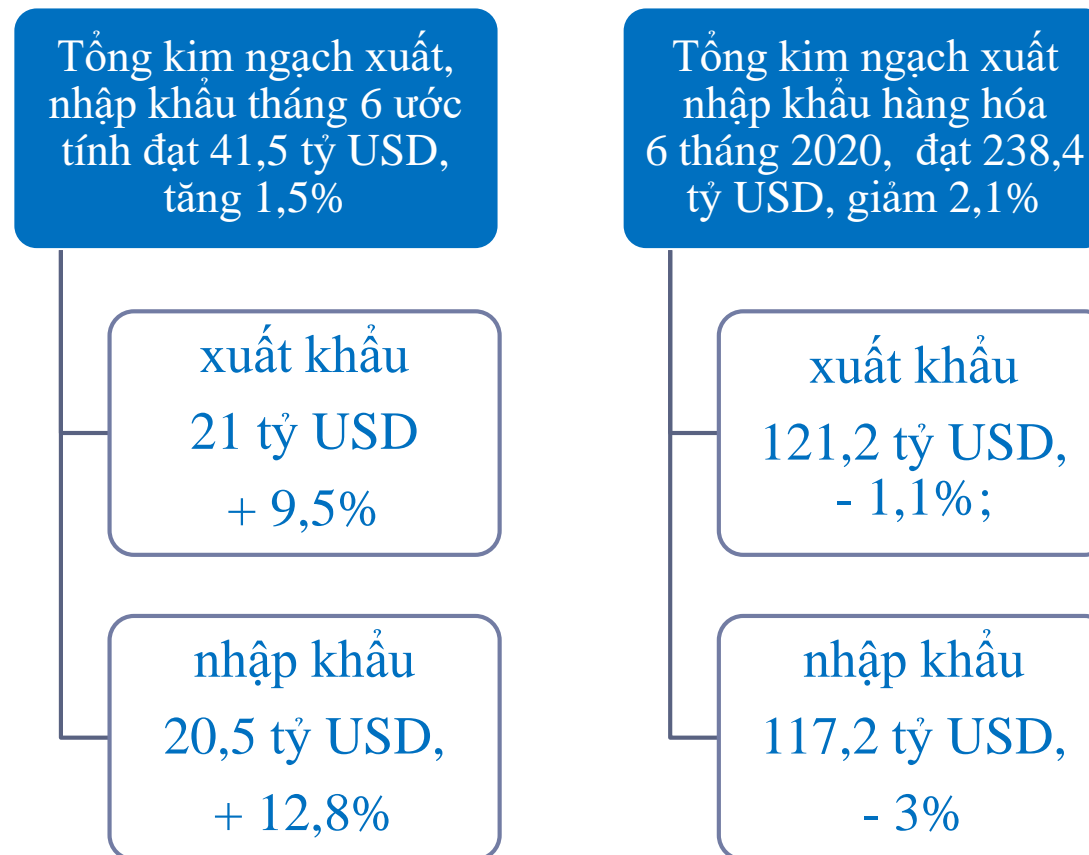 Tổng kim ngạch xuất,
nhập khẩu tháng 6 ước
tính đạt 41,5 tỷ USD,
tăng 1,5%
xuất khẩu
21 tỷ USD
+ 9,5%
nhập khẩu
20,5 tỷ USD,
+ 12,8%
Tổng kim ngạch xuất
nhập khẩu hàng hóa
6 tháng 2020, đạt 238,4
tỷ USD, giảm 2,1%
xuất khẩu
121,2 tỷ USD,
- 1,1%;
nhập khẩu
117,2 tỷ USD,
- 3%